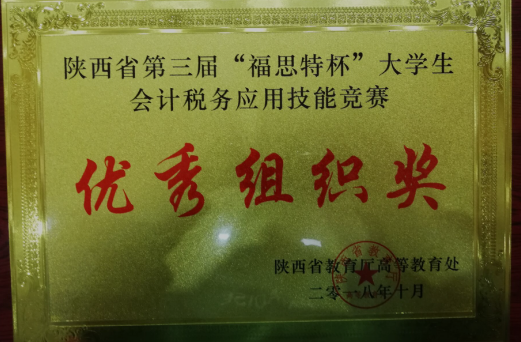 陕西省第三届“福思特杯”大学生
会计税务应用技能竞赛
优秀组织奖
陕西省教育厅高等教育处
二零一八年十月